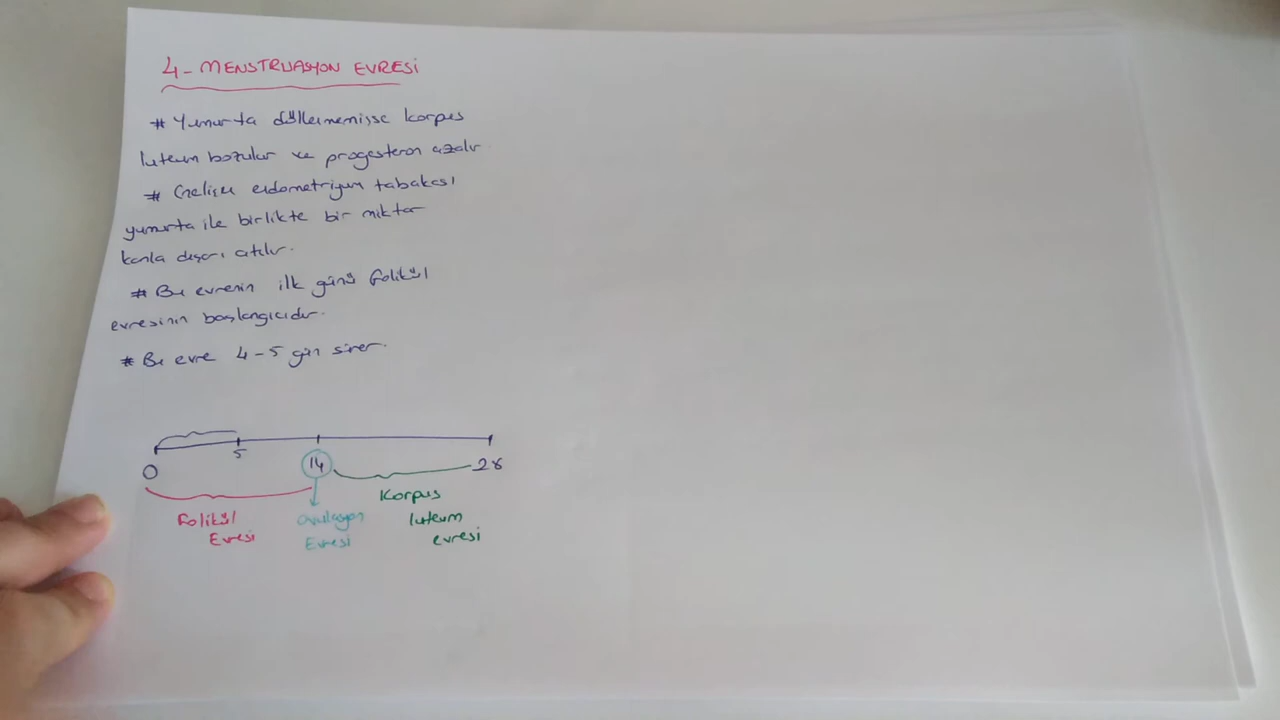 4- MENSTRUASYON EVRESİ
# Yumurta döllenmemişse korpus
luteum bozulur ve progesteron azalır.
# Gelişen endometriyum tabakası
yumurta ile birlikte bir miktar
kanla dışarı atılır.
# Bu evrenin ilk günü folikül
evresinin başlangıcıdır.
# Bu evre 4-5 gün sürer.
0 5 14 28
Folikül
Evresi
Ovulasyon
Evresi
Korpus
luteum
evresi